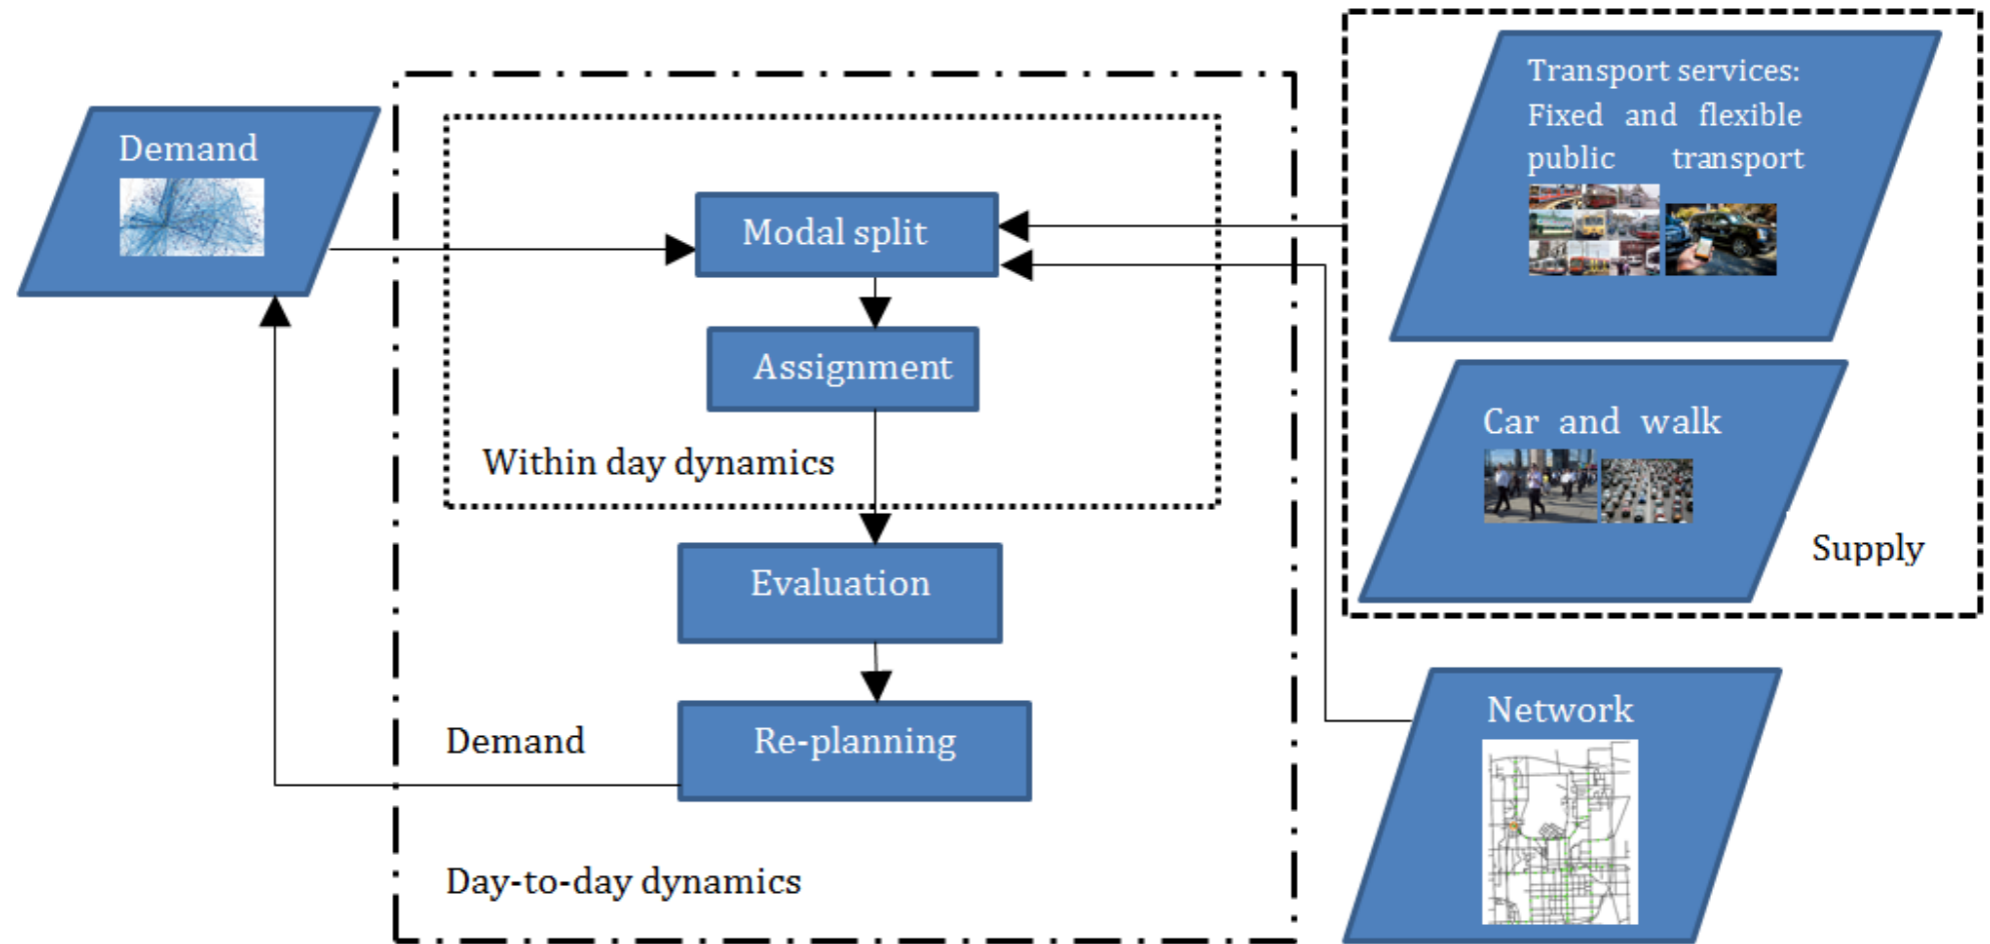 Demand
Modal split
Assignment
Within day dynamics
Evaluation
Re-planning
Demand
Day-to-day dynamics
Transport services:
Fixed and flexible
public transport
Car and walk
Supply
Network